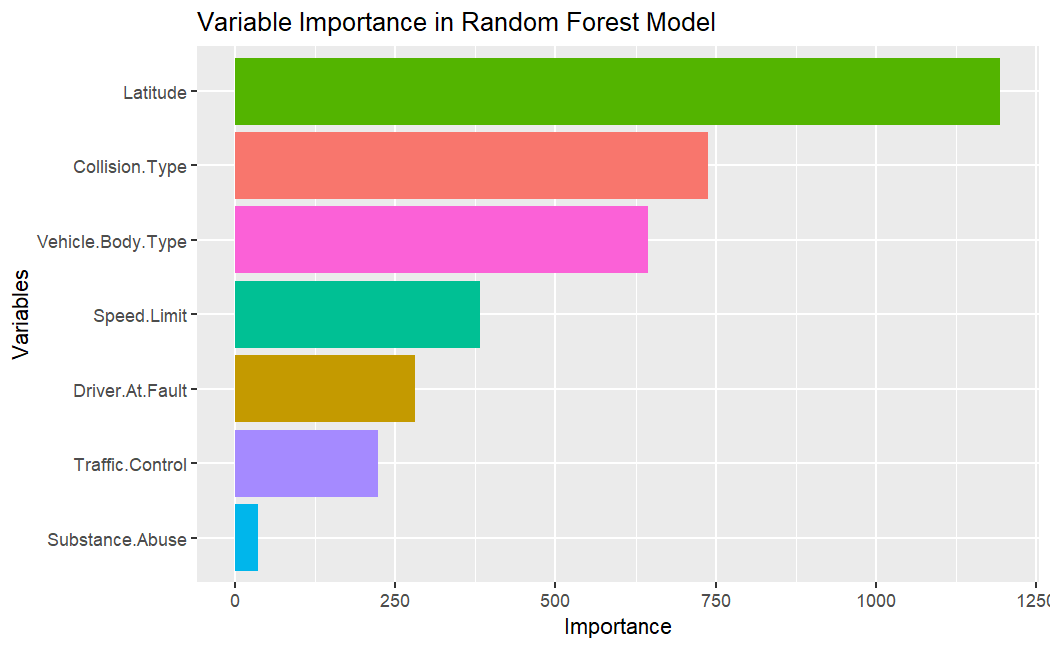 Variable Importance in Random Forest Model
Variables
Latitude
Collision.Type
Vehicle.Body.Type
Speed.Limit
Driver.At.Fault
Traffic.Control
Substance.Abuse
0 250 500 750 1000 1250
Importance